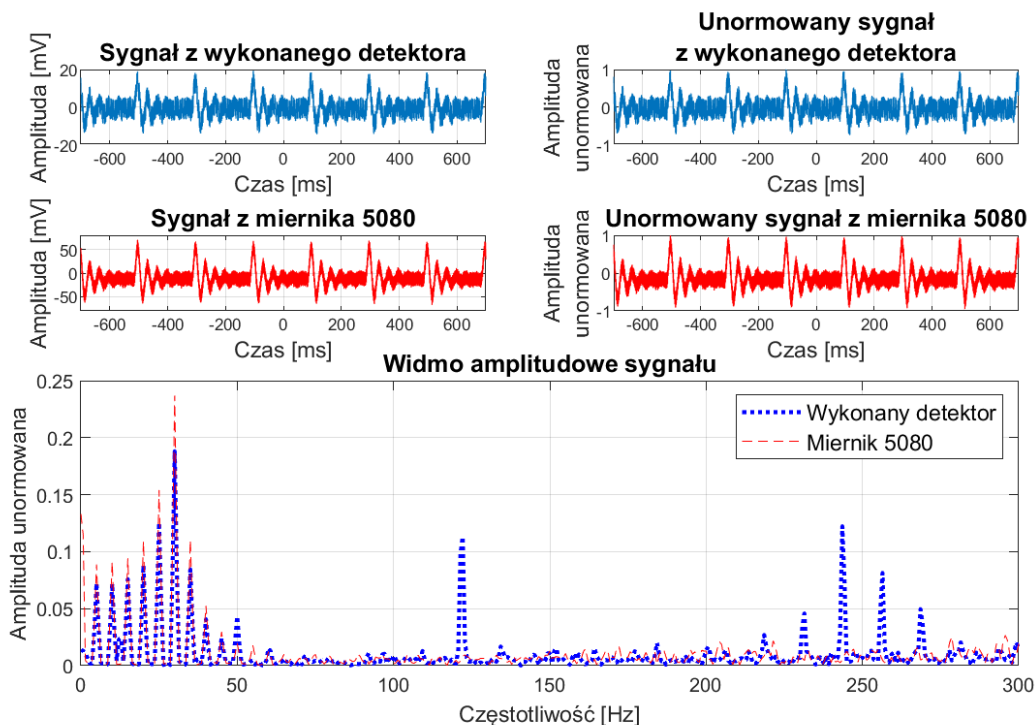 Sygnał z wykonanego detektora
Amplituda [mV]
20
0
-20
-600 -400 -200 0 200 400 600
Czas [ms]
Unormowany sygnał
z wykonanego detektora
Amplituda
unormowana
1
0
-1
-600 -400 -200 0 200 400 600
Czas [ms]
Sygnał z miernika 5080
Amplituda [mV]
50
0
-50
-600 -400 -200 0 200 400 600
Czas [ms]
Unormowany sygnał z miernika 5080
Amplituda
unormowana
1
0
-1
-600 -400 -200 0 200 400 600
Czas [ms]
Widmo amplitudowe sygnału
Amplituda unormowana
0.25
0.2
0.15
0.1
0.05
0
Wykonany detektor
Miernik 5080
0 50 100 150 200 250 300
Częstotliwość [Hz]